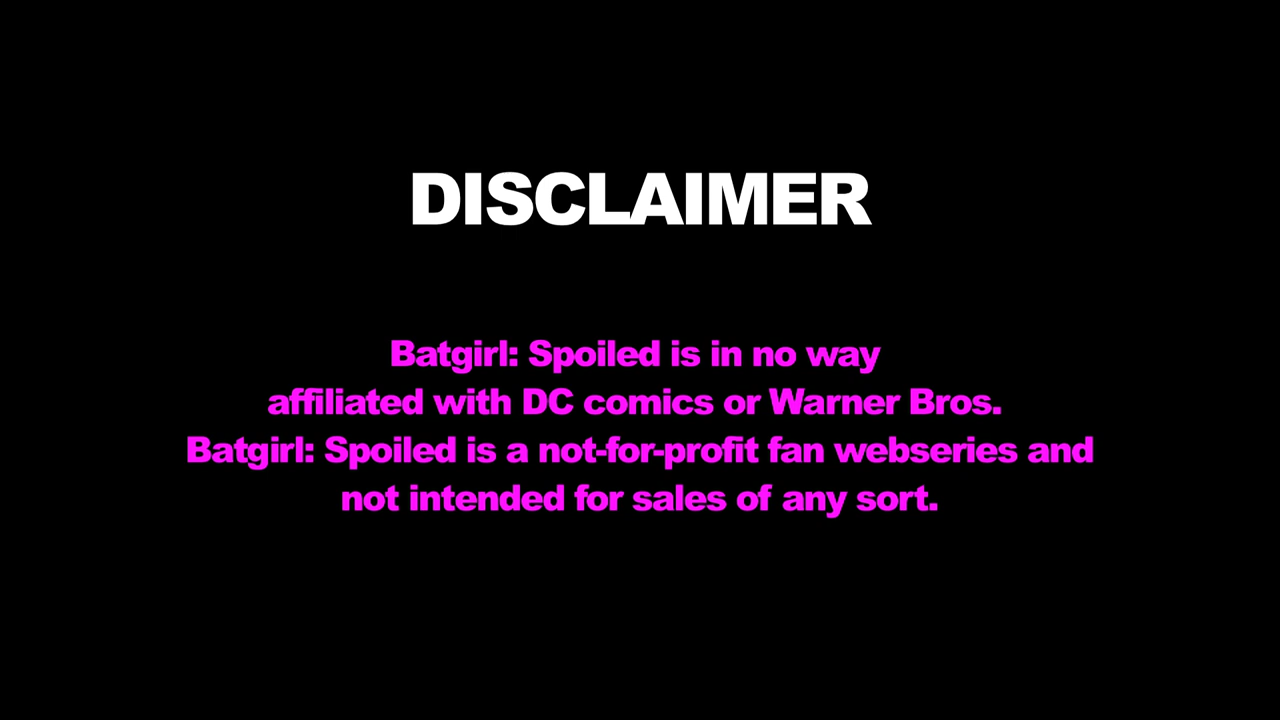 DISCLAIMER
Batgirl: Spoiled is in no way
affiliated with DC comics or Warner Bros.
Batgirl: Spoiled is a not-for-profit fan webseries and
not intended for sales of any sort.